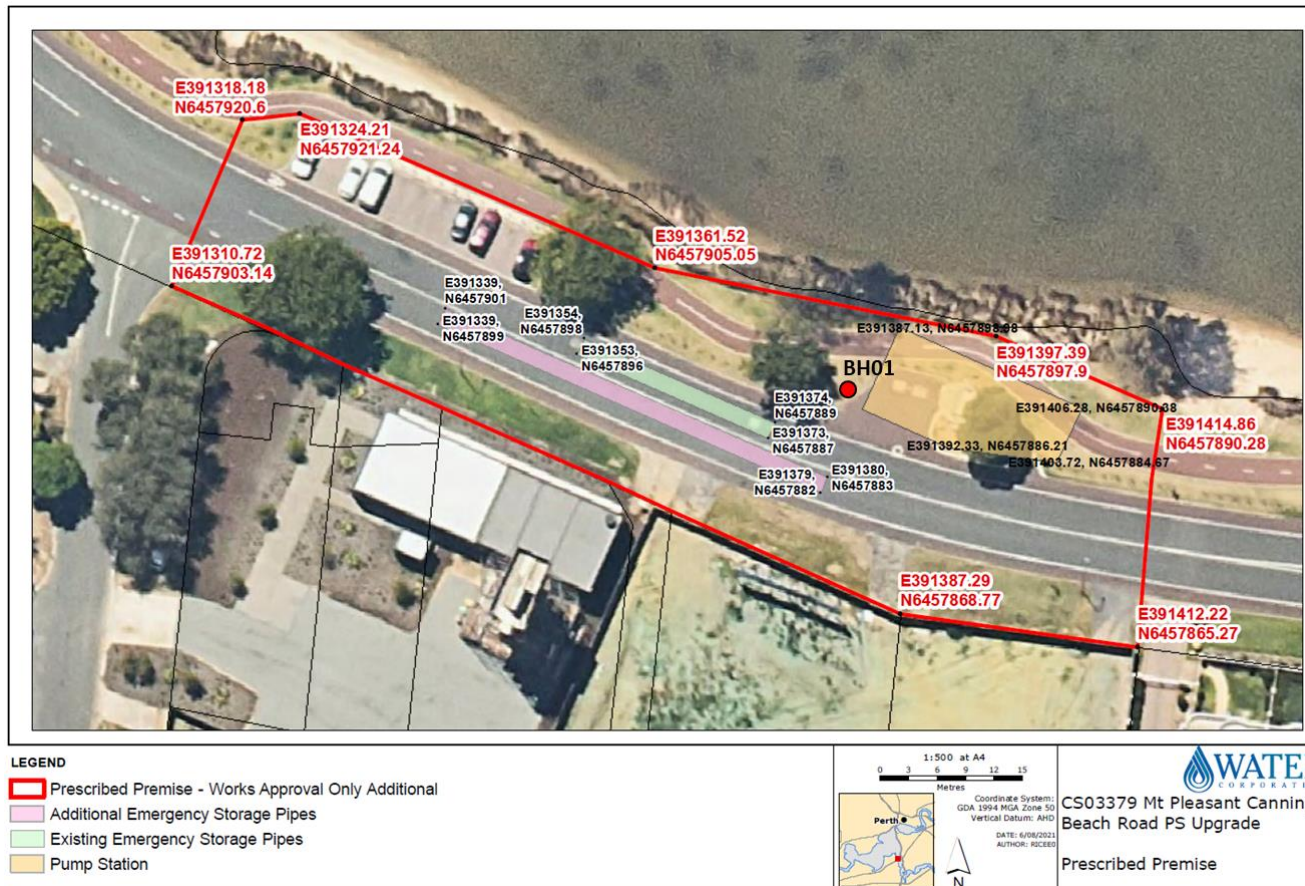 E391318.18
N6457920.6
E391324.21
N6457921.24
E391361.52
N6457905.05
E391310.72
N6457903.14
E391339,
N6457901
E391354,
N6457898
E391339,
N6457899
E391353,
N6457896
E391387.13, N6457898.98
E391397.39
N6457897.9
BH01
E391374,
N6457889
E391406.28, N6457890.38
E391414.86
N6457890.28
E391373,
N6457887
E391392.33, N6457886.21
E391403.72, N6457884.67
E391379,
N6457882
E391380,
N6457883
E391387.29
N6457868.77
E391412.22
N6457865.27
LEGEND
Prescribed Premise - Works Approval Only Additional
Additional Emergency Storage Pipes
Existing Emergency Storage Pipes
Pump Station
1:500 at A4
0 3 6 9 12 15
Metres
Coordinate System:
GDA 1994 MGA Zone 50
Vertical Datum: AHD
DATE: 6/08/2021
AUTHOR: RICEE0
Perth
N
WATE
CORPORATI
CS03379 Mt Pleasant Cannin
Beach Road PS Upgrade
Prescribed Premise